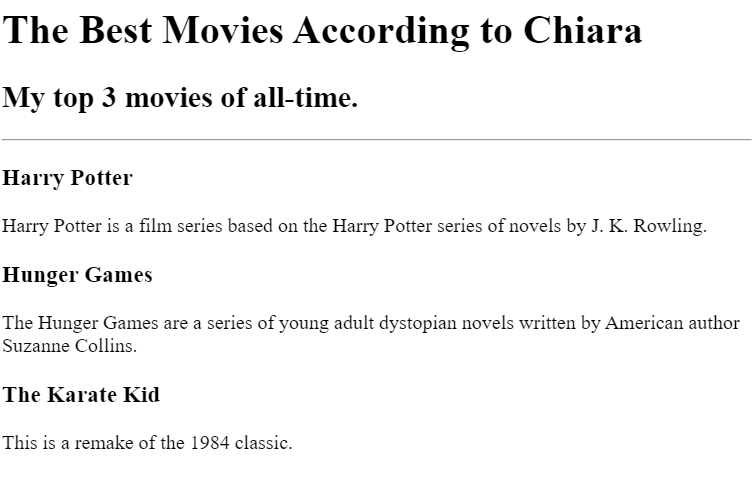 The Best Movies According to Chiara
My top 3 movies of all-time.
Harry Potter
Harry Potter is a film series based on the Harry Potter series of novels by J. K. Rowling.
Hunger Games
The Hunger Games are a series of young adult dystopian novels written by American author
Suzanne Collins.
The Karate Kid
This is a remake of the 1984 classic.